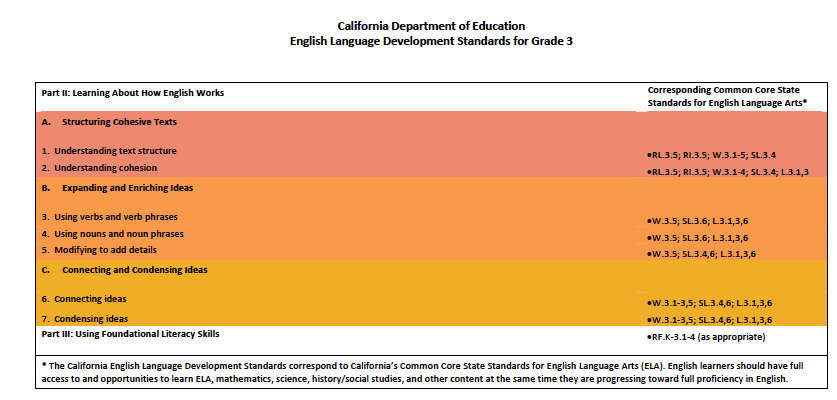 California Department of Education
English Language Development Standards for Grade 3
Part II: Learning About How English Works
Corresponding Common Core State
Standards for English Language Arts*
A. Structuring Cohesive Texts
1. Understanding text structure
•RL.3.5; RI.3.5; W.3.1-5; SL.3.4
2. Understanding cohesion
•RL.3.5; RI.3.5; W.3.1-4; SL.3.4; L.3.1,3
B. Expanding and Enriching Ideas
3. Using verbs and verb phrases
•W.3.5; SL.3.6; L.3.1,3,6
4. Using nouns and noun phrases
•W.3.5; SL.3.6; L.3.1,3,6
5. Modifying to add details
•W.3.5; SL.3.4,6; L.3.1,3,6
C. Connecting and Condensing Ideas
6. Connecting ideas
•W.3.1-3,5; SL.3.4,6; L.3.1,3,6
7. Condensing ideas
•W.3.1-3,5; SL.3.4,6; L.3.1,3,6
Part III: Using Foundational Literacy Skills
•RF.K-3.1-4 (as appropriate)
* The California English Language Development Standards correspond to California's Common Core State Standards for English Language Arts (ELA). English learners should have full
access to and opportunities to learn ELA, mathematics, science, history/social studies, and other content at the same time they are progressing toward full proficiency in English.